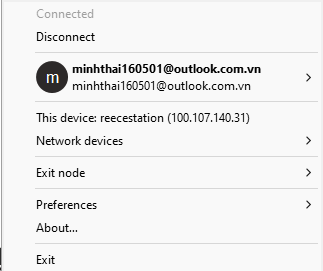 Connected
Disconnect
m
minhthai160501@outlook.com.vn
minhthai160501@outlook.com.vn
This device: reecestation (100.107.140.31)
Network devices
Exit node
Preferences
About...
Exit